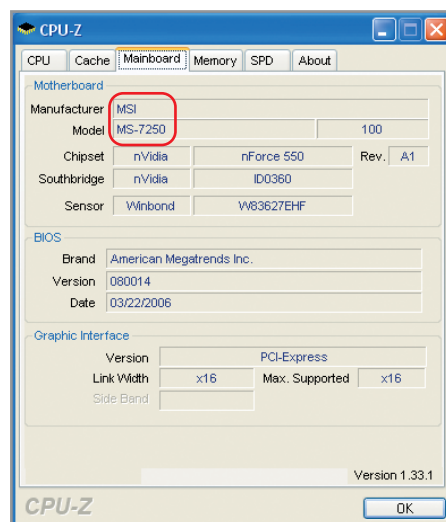 CPU-Z
CPU Cache Mainboard Memory SPD About
Motherboard
Manufacturer MSI
Model MS-7250 100
Chipset nVidia nForce 550 Rev. A1
Southbridge nVidia ID0360
Sensor Winbond W83627EHF
BIOS
Brand American Megatrends Inc.
Version 080014
Date 03/22/2006
Graphic Interface
Version PCI-Express
Link Width x16 Max. Supported x16
Side Band
Version 1.33.1
CPU-Z OK